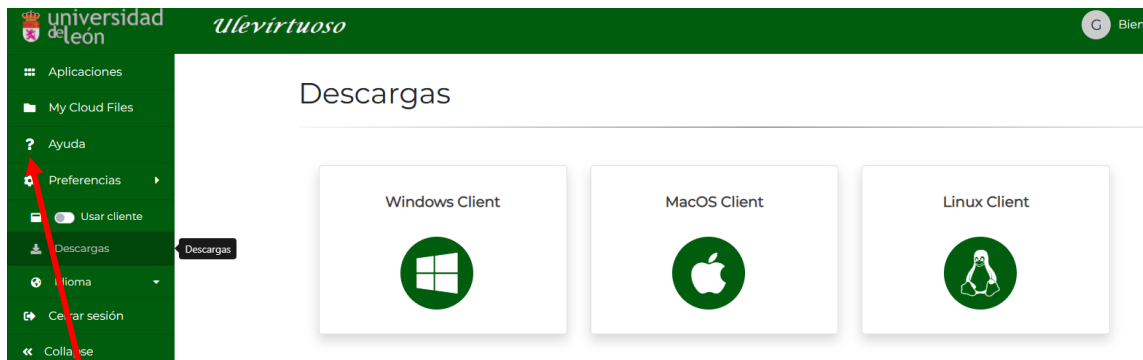 universidad
de león
Ulevirtuoso
G Bien
Aplicaciones
My Cloud Files
? Ayuda
Preferencias
Usar cliente
Descargas
Descargas
Idioma
Cerrar sesión
Collapse
Descargas
Windows Client
MacOS Client
Linux Client